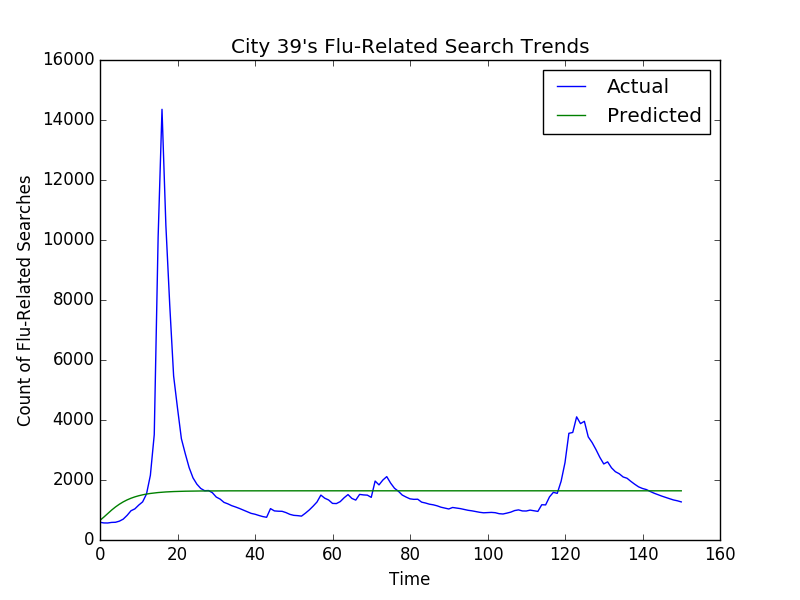 City 39's Flu-Related Search Trends
16000
14000
12000
10000
8000
6000
4000
2000
0
Count of Flu-Related Searches
Actual
Predicted
0 20 40 60 80 100 120 140 160
Time